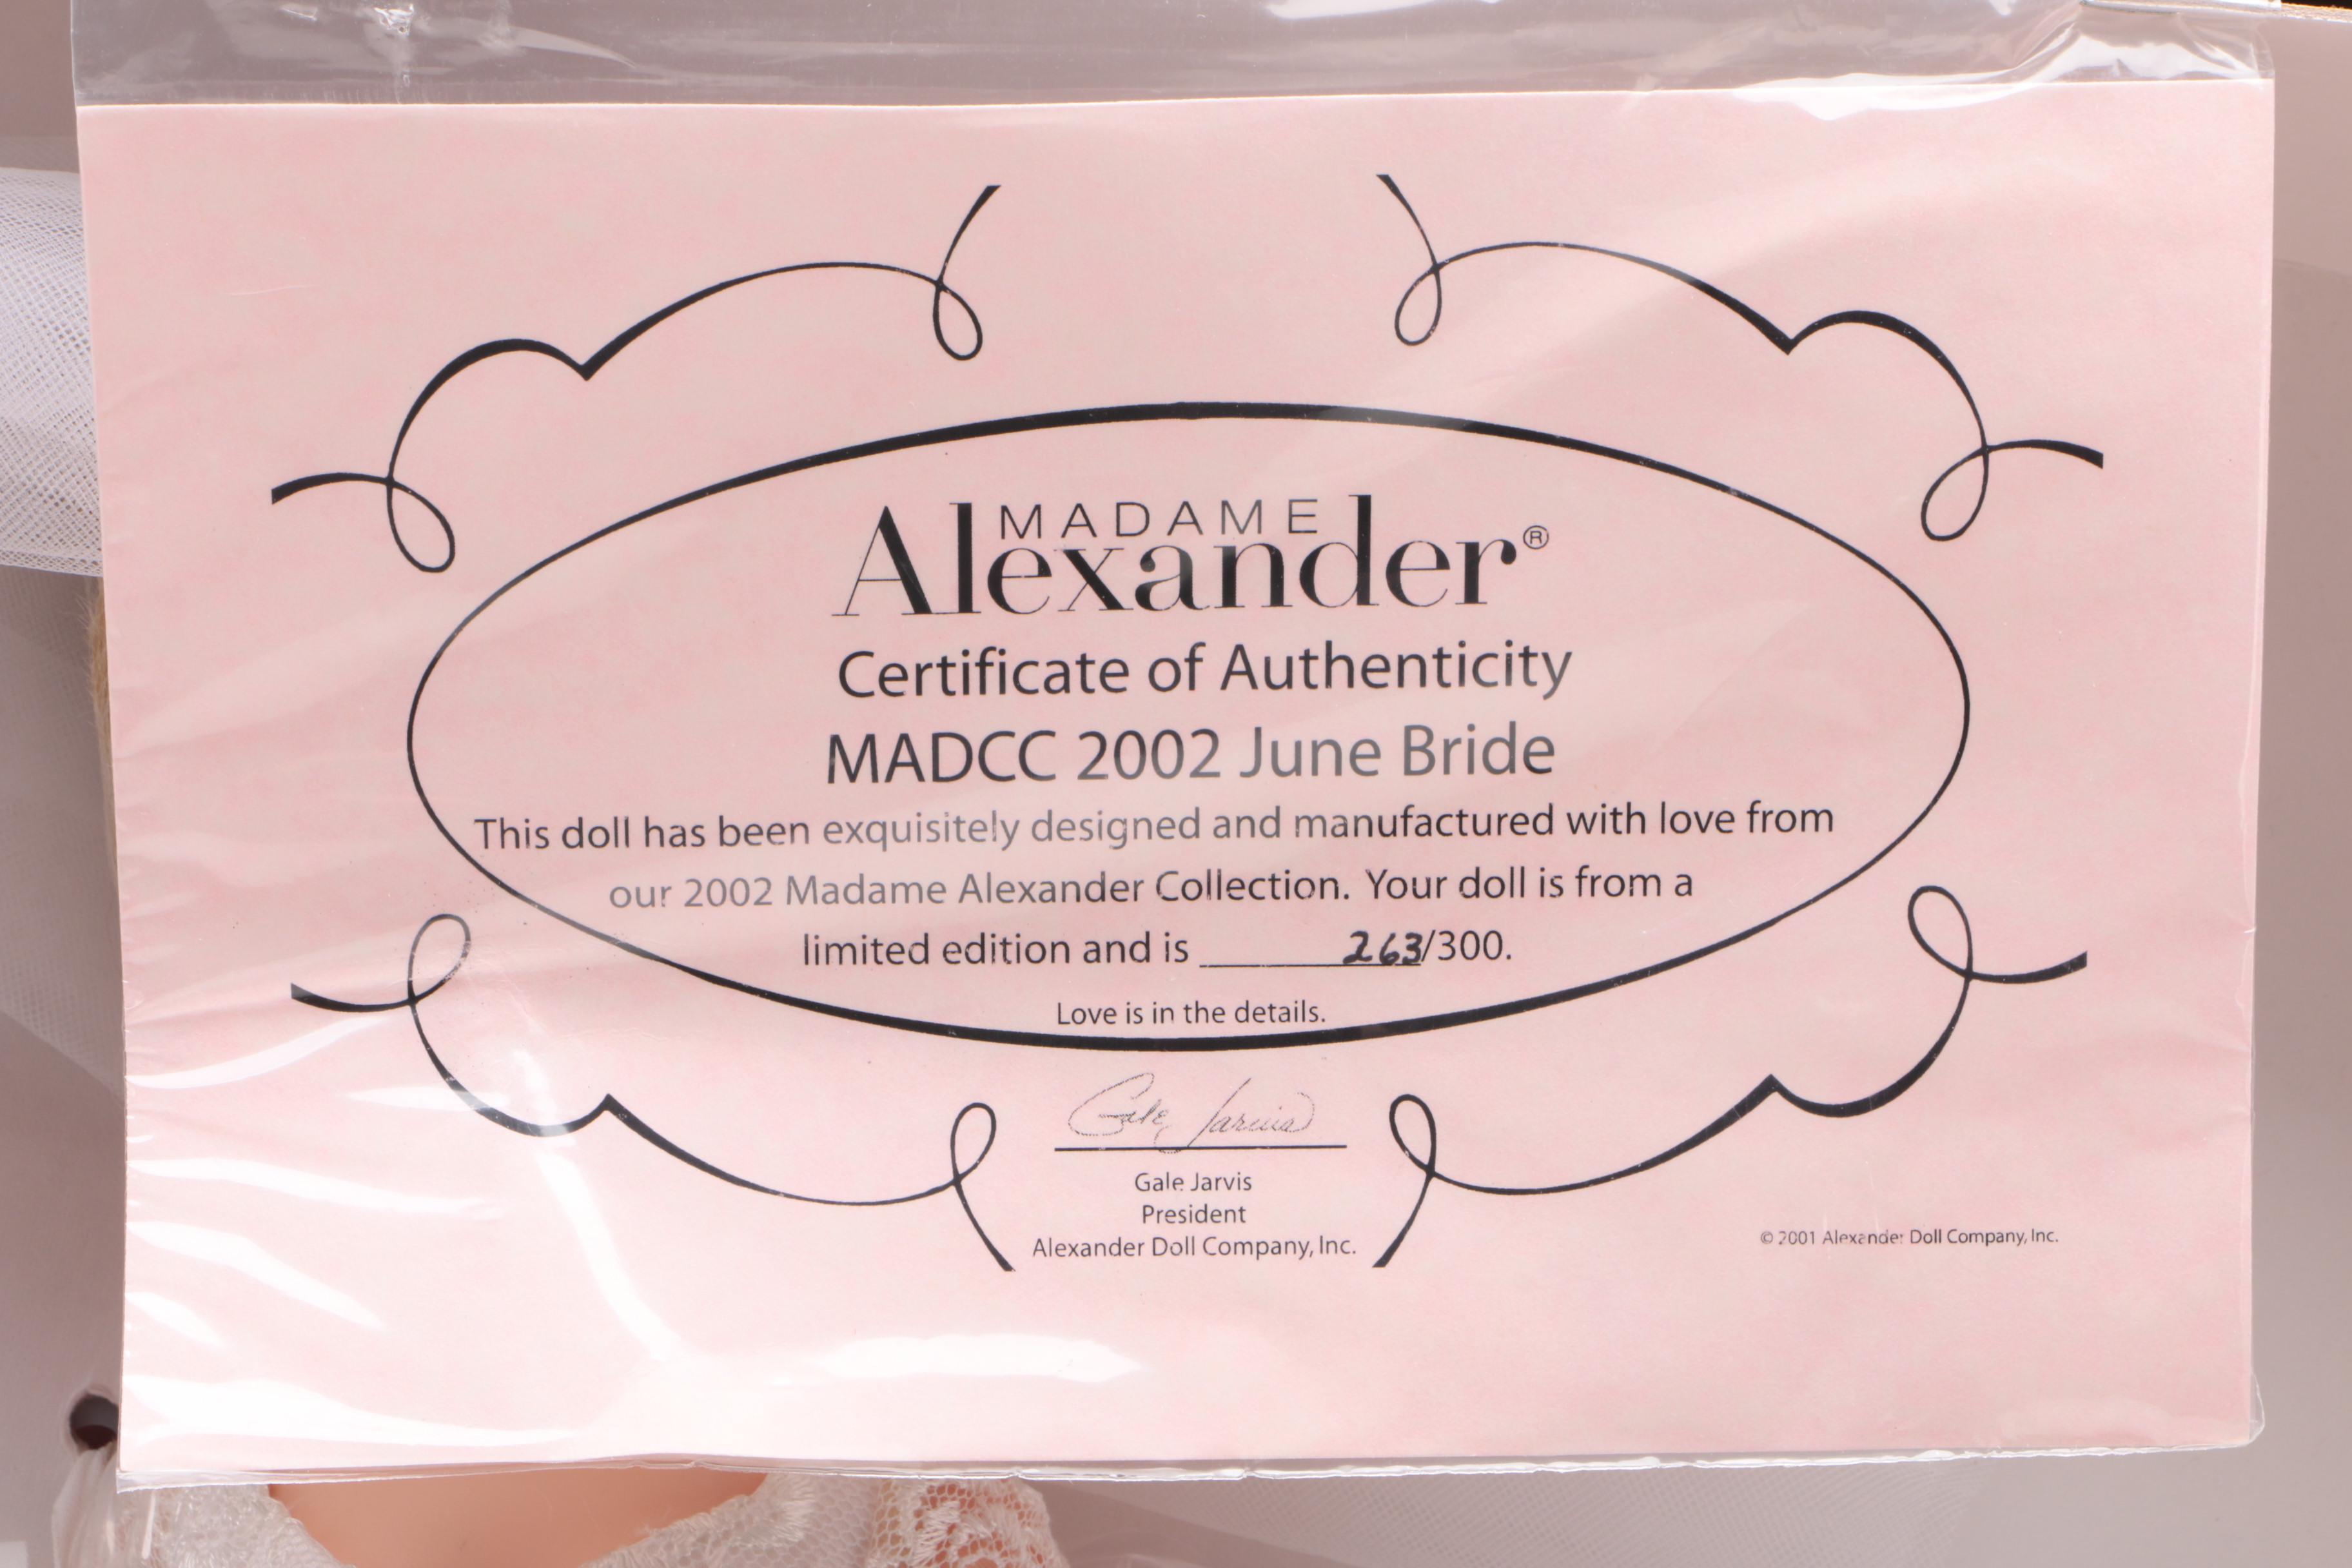 MADAME
Alexander®
Certificate of Authenticity
MADCC 2002 June Bride
This doll has been exquisitely designed and manufactured with love from
our 2002 Madame Alexander Collection. Your doll is from a
limited edition and is 263/300.
Love is in the details.
Gale Jarvis
Gale Jarvis
President
Alexander Doll Company, Inc.
© 2001 Alexander Doll Company, Inc.